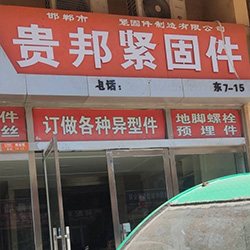 邯郸市 紧固件制造有限公司
贵邦紧固件
电话： 东7-15
件 订做各种异型件 地脚螺栓
丝 预埋件